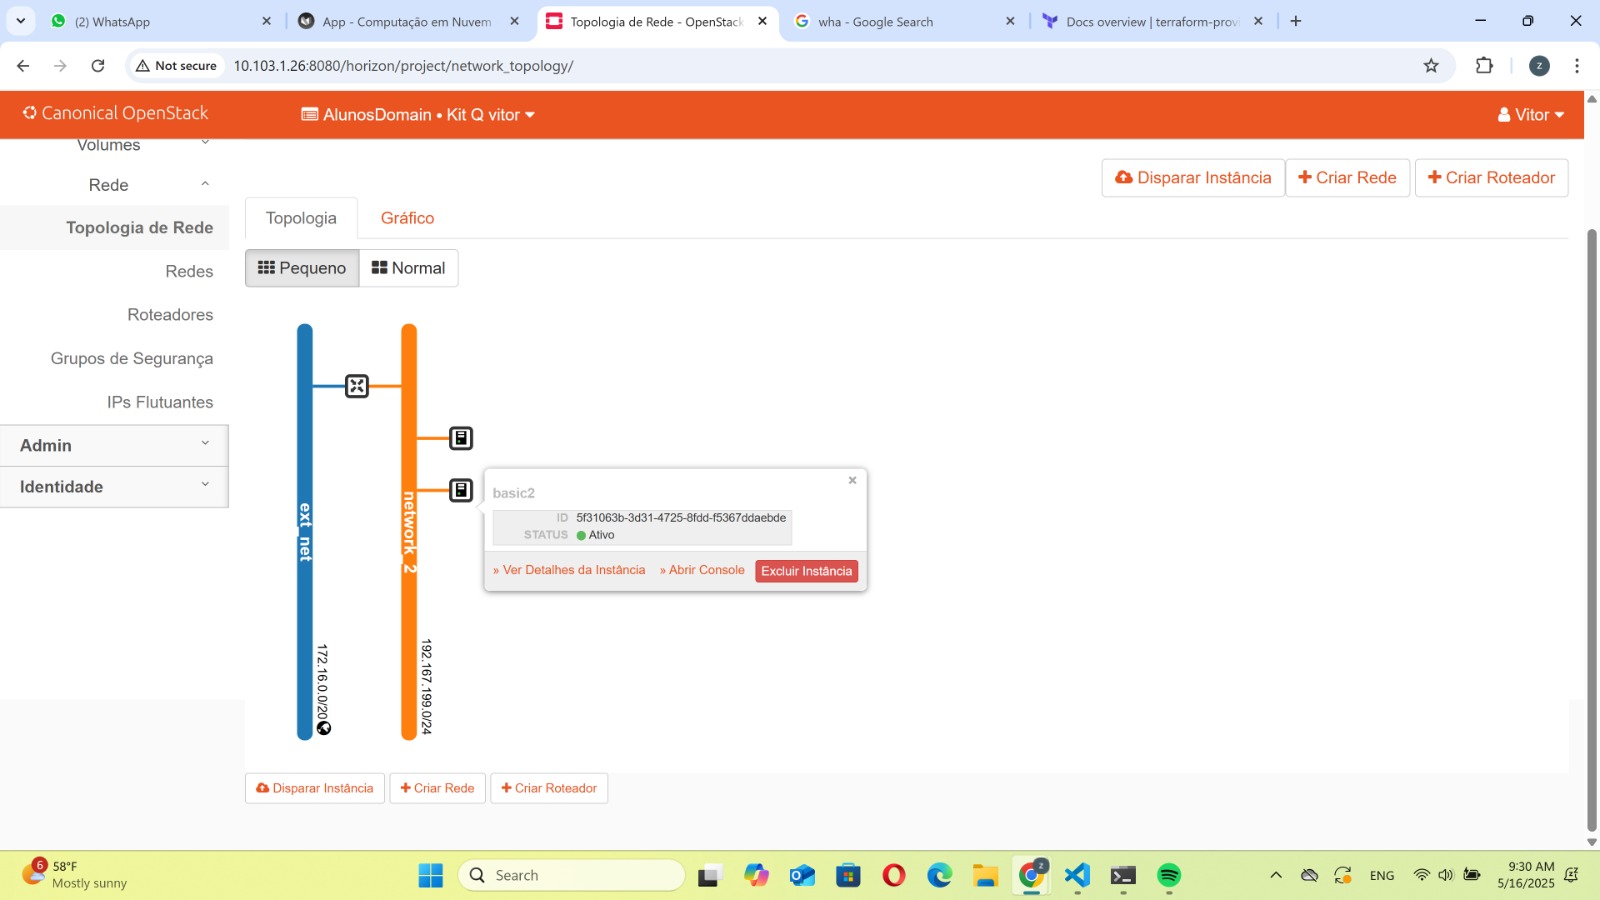 (2) WhatsApp
App - Computação em Nuvem
Topologia de Rede - OpenStack
wha - Google Search
Docs overview | terraform-provi
Not secure
10.103.1.26:8080/horizon/project/network_topology/
z
Canonical OpenStack
AlunosDomain • Kit Q vitor
Vitor
Volumes
Rede
Topologia de Rede
Redes
Roteadores
Grupos de Segurança
IPs Flutuantes
Admin
Identidade
Disparar Instância
Criar Rede
Criar Roteador
Topologia
Gráfico
Pequeno
Normal
ext_net
172.16.0.0/20
network_2
192.167.199.0/24
basic2
ID 5f31063b-3d31-4725-8fdd-f5367ddaebde
STATUS Ativo
» Ver Detalhes da Instância » Abrir Console Excluir Instância
Disparar Instância
Criar Rede
Criar Roteador
6
58°F
Mostly sunny
Search
z
ENG
9:30 AM
5/16/2025